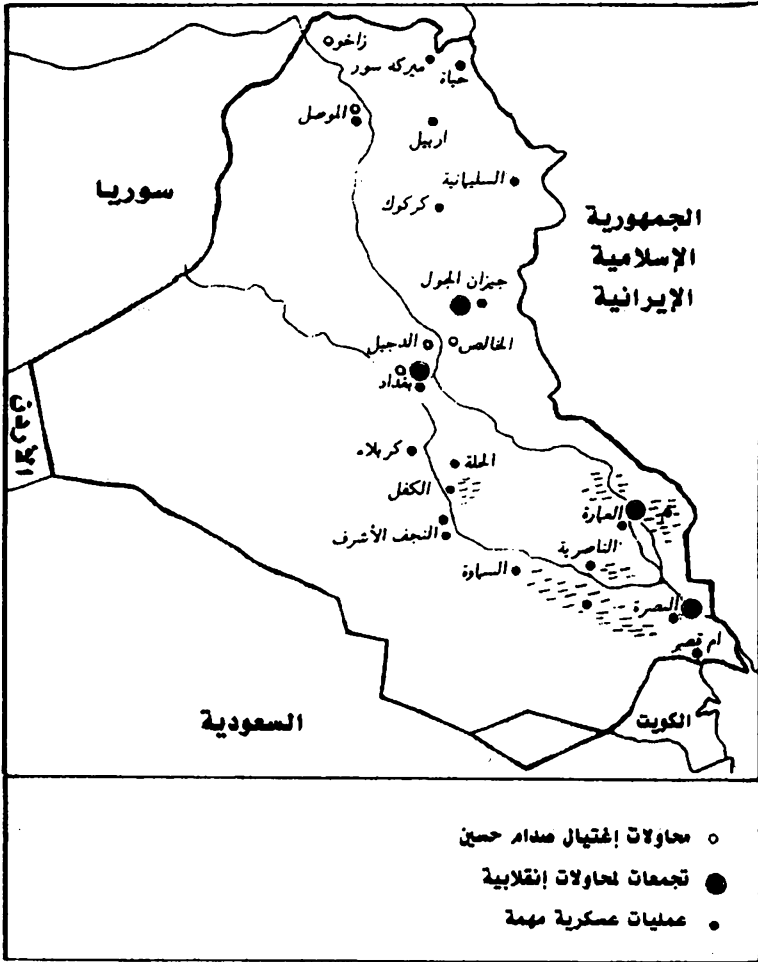 زاخو
ميركه سور
حباة
الموصل
اربيل
السليمانية
كركوك
سوريا
الجمهورية
الإسلامية
الإيرانية
جيزان الجول
الدجيل
الخالص
بغداد
الأردن
كربلاء
الحلة
الكفل
العمارة
النجف الأشرف
الناصرية
السماوة
البصرة
ام قصر
السعودية
الكويت
محاولات إغتيال صدام حسين
تجمعات لمحاولات إنقلابية
عمليات عسكرية مهمة